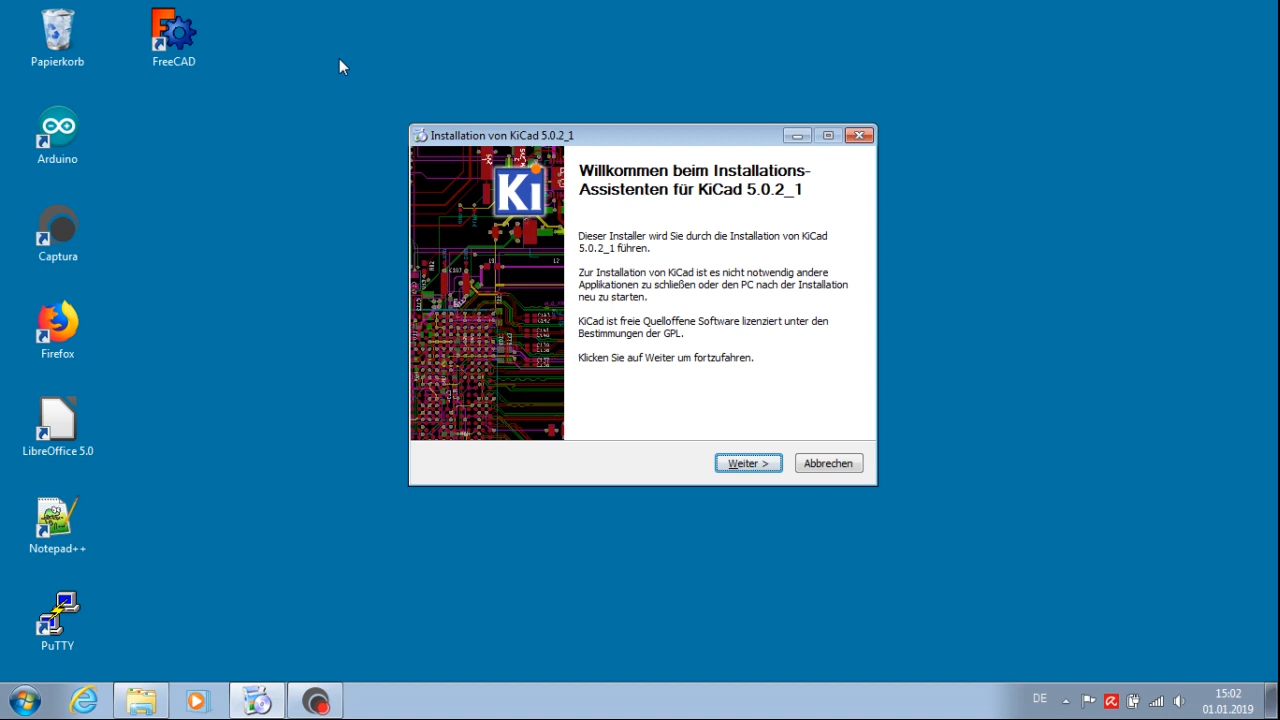 Papierkorb
FreeCAD
Arduino
Captura
Firefox
LibreOffice 5.0
Notepad++
PuTTY
Installation von KiCad 5.0.2_1
Ki
Willkommen beim Installations-
Assistenten für KiCad 5.0.2_1
Dieser Installer wird Sie durch die Installation von KiCad
5.0.2_1 führen.
Zur Installation von KiCad ist es nicht notwendig andere
Applikationen zu schließen oder den PC nach der Installation
neu zu starten.
KiCad ist freie Quelloffene Software lizenziert unter den
Bestimmungen der GPL.
Klicken Sie auf Weiter um fortzufahren.
Weiter >
Abbrechen
DE
15:02
01.01.2019